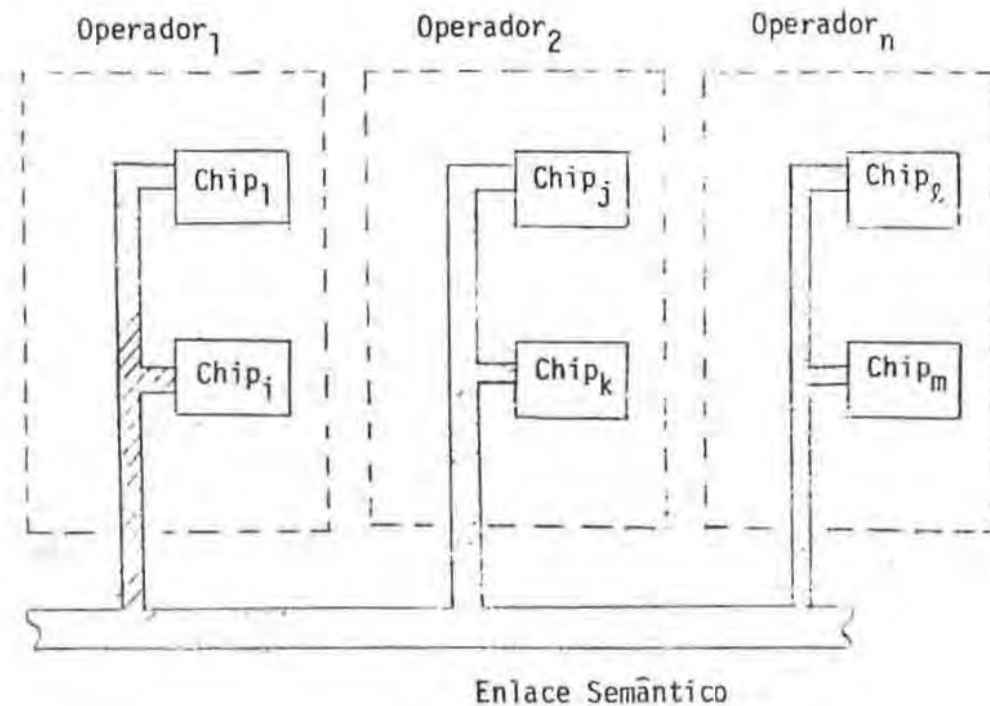 Operador₁ Operador₂ Operadorₙ
Chip₁ Chipⱼ Chipℓ
Chipᵢ Chipₖ Chipₘ
Enlace Semântico